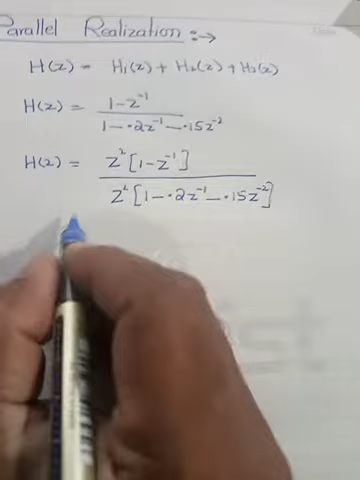 Parallel Realization :→
H(z) = H₁(z) + H₂(z) + H₃(z)
H(z) = 1 - z⁻¹
1 - .2z⁻¹ - .15z⁻²
H(z) = Z² [1 - z⁻¹]
Z² [1 - .2z⁻¹ - .15z⁻²]